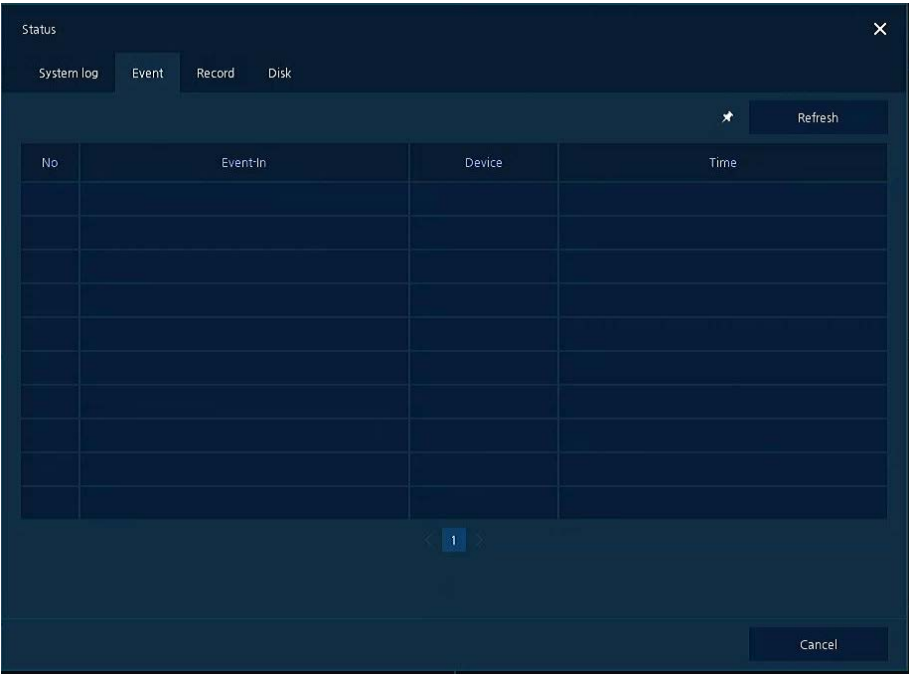 Status
System log Event Record Disk
Refresh
No Event-In Device Time
1
Cancel